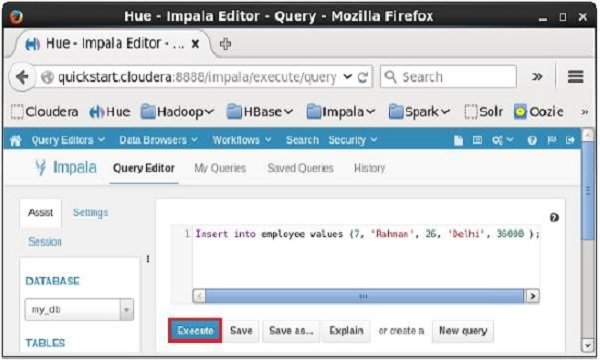 Hue - Impala Editor - Query - Mozilla Firefox
Hue - Impala Editor - ... x
quickstart.cloudera:8888/impala/execute/query Search »
Cloudera Hue Hadoop HBase Impala Spark Solr Oozie »
Query Editors Data Browsers Workflows Search Security
Impala Query Editor My Queries Saved Queries History
Assist Settings
Session
1 Insert into employee values (7, 'Rahman', 26, 'Delhi', 36000 );
DATABASE
my_db
Execute Save Save as... Explain or create a New query
TABLES